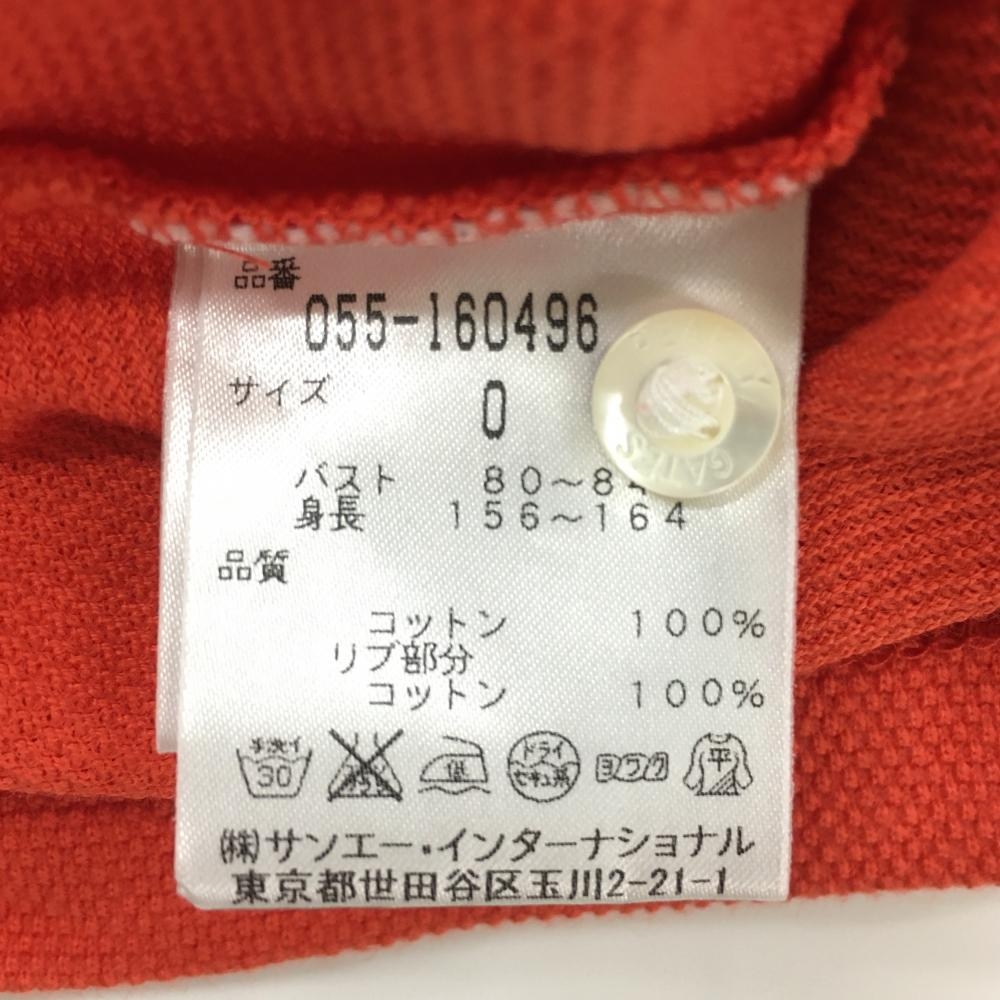 品番
055-160496
サイズ
0
バスト 80～84
身長 156～164
品質
コットン 100%
リブ部分
コットン 100%
手洗イ
30
ドライ
セキユ系
ヨワク
平
㈱サンエー・インターナショナル
東京都世田谷区玉川2-21-1